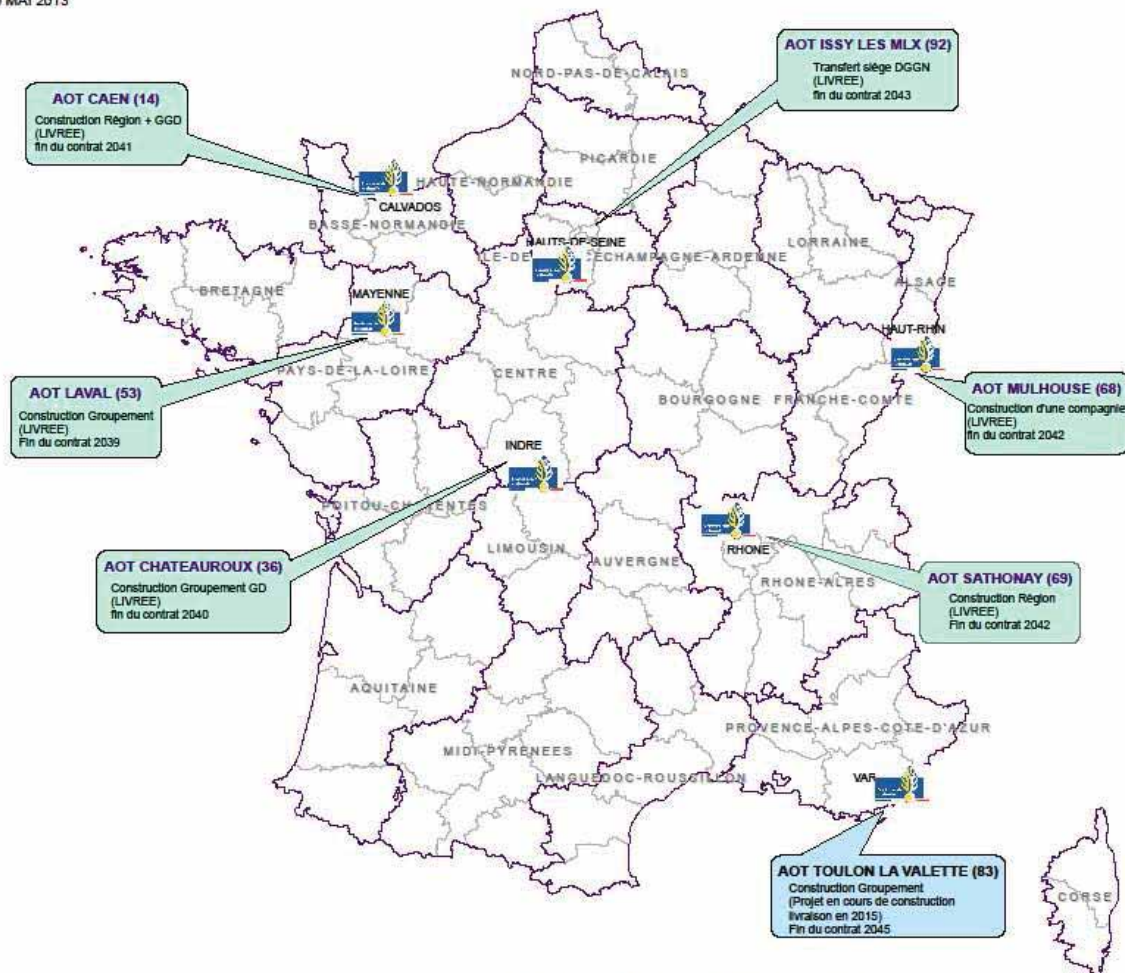 MAI 2013
AOT ISSY LES MLX (92)
Transfert siège DGGN
(LIVREE)
fin du contrat 2043
NORD-PAS-DE-CALAIS
AOT CAEN (14)
Construction Région + GGD
(LIVREE)
fin du contrat 2041
PICARDIE
HAUTE-NORMANDIE
CALVADOS
BASSE-NORMANDIE
HAUTS-DE-SEINE
ILE-DE
CHAMPAGNE-ARDENNE
LORRAINE
ALSACE
BRETAGNE
MAYENNE
HAUT-RHIN
PAYS-DE-LA-LOIRE
CENTRE
BOURGOGNE
FRANCHE-COMTE
AOT LAVAL (53)
Construction Groupement
(LIVREE)
Fin du contrat 2039
AOT MULHOUSE (68)
Construction d'une compagnie
(LIVREE)
fin du contrat 2042
INDRE
POITOU-CHARENTES
LIMOUSIN
AUVERGNE
RHONE
RHONE-ALPES
AOT CHATEAUROUX (36)
Construction Groupement GD
(LIVREE)
fin du contrat 2040
AOT SATHONAY (69)
Construction Région
(LIVREE)
Fin du contrat 2042
AQUITAINE
MIDI-PYRENEES
LANGUEDOC-ROUSSILLON
PROVENCE-ALPES-COTE-D'AZUR
VAR
AOT TOULON LA VALETTE (83)
Construction Groupement
(Projet en cours de construction
livraison en 2015)
Fin du contrat 2045
CORSE